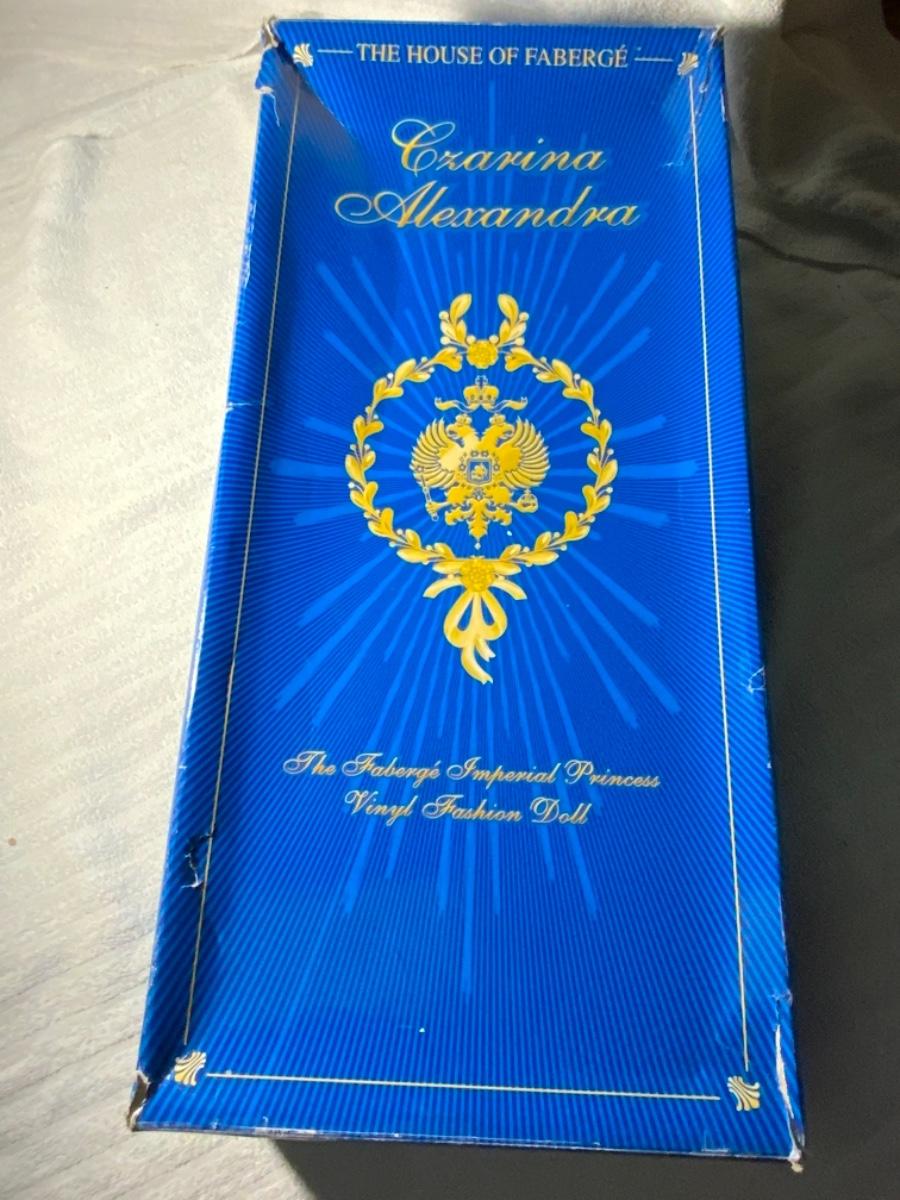 THE HOUSE OF FABERGÉ
Czarina
Alexandra
The Fabergé Imperial Princess
Vinyl Fashion Doll